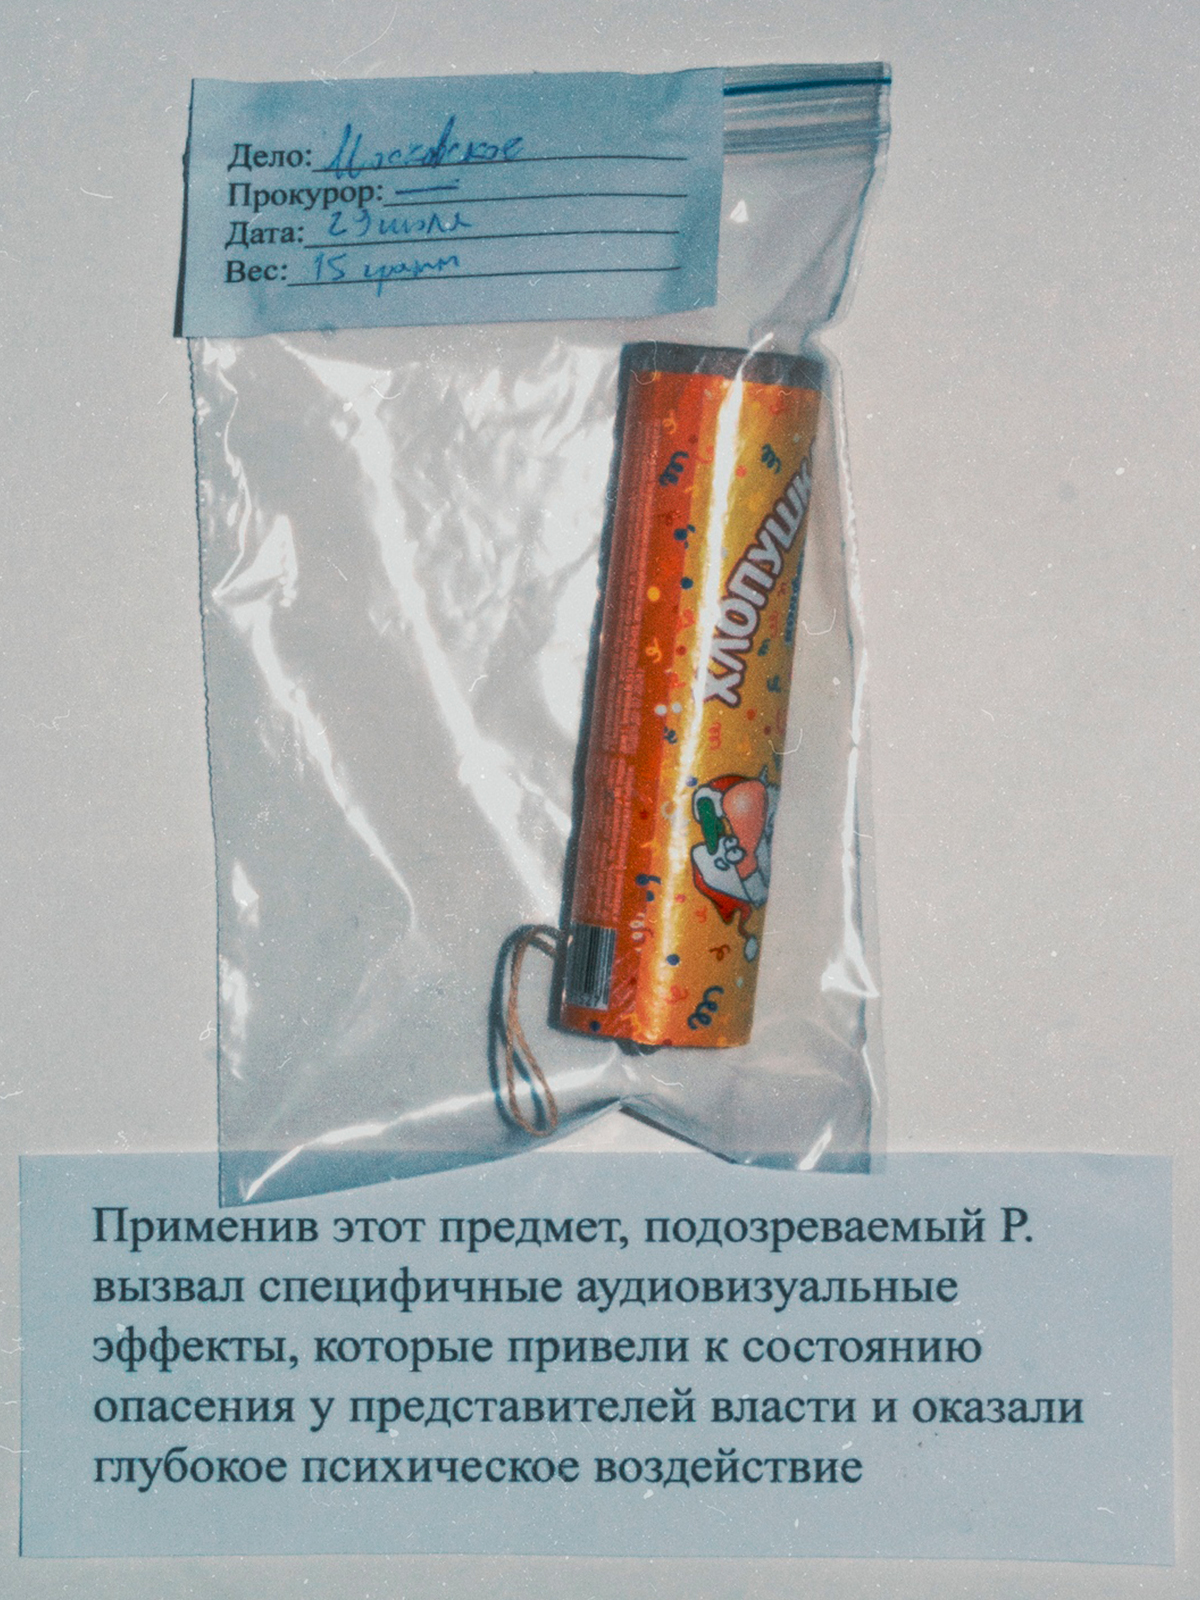 Дело: Московское
Прокурор: —
Дата: 29 июля
Вес: 15 грамм
ХЛОПУШК
Применив этот предмет, подозреваемый Р.
вызвал специфичные аудиовизуальные
эффекты, которые привели к состоянию
опасения у представителей власти и оказали
глубокое психическое воздействие